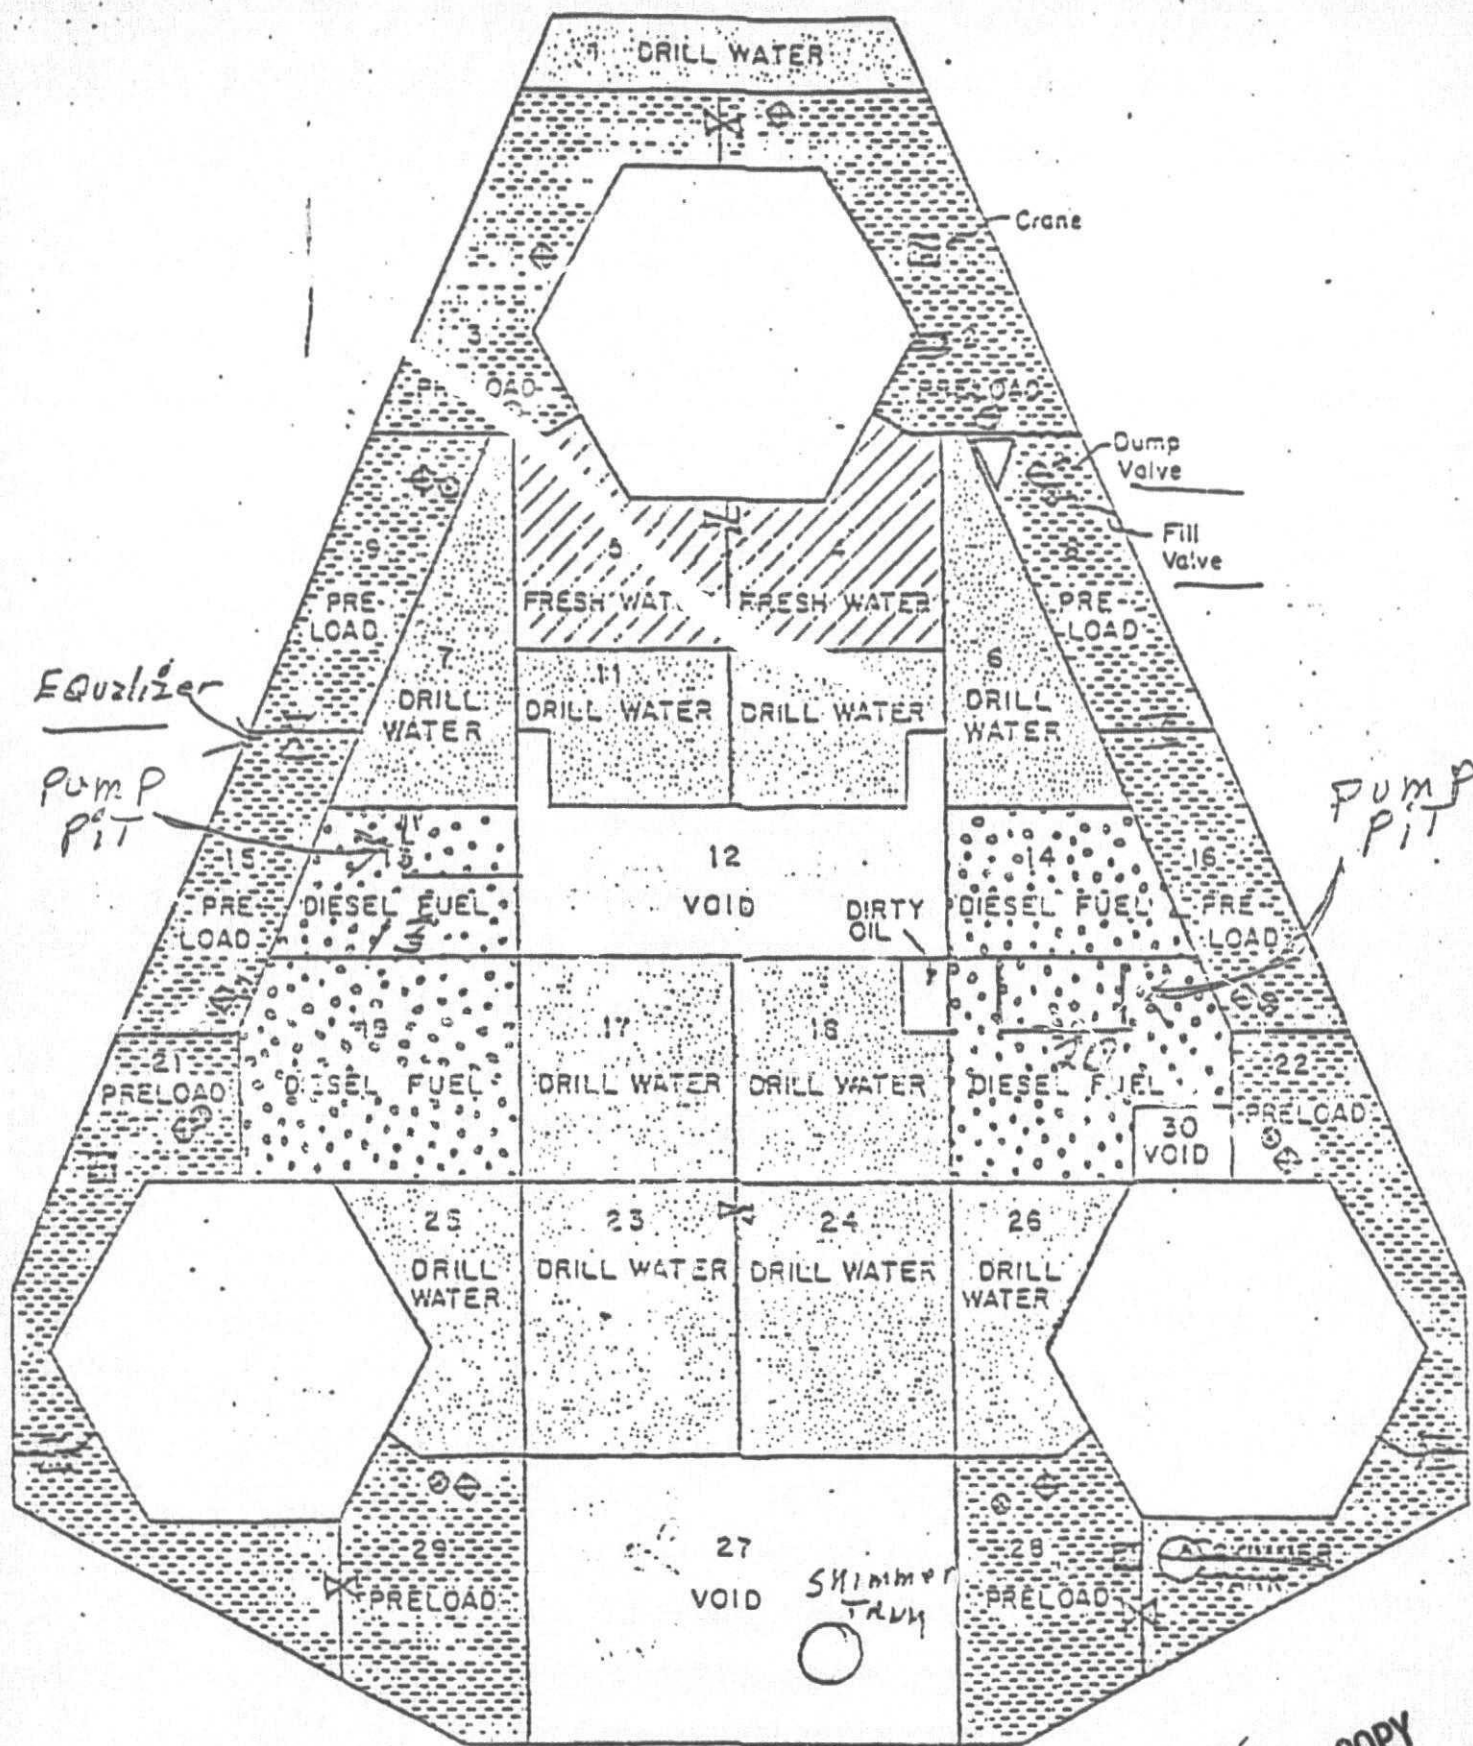 1 DRILL WATER
Crane
3
2
PRELOAD
Dump
Valve
Fill
Valve
9
PRE-
LOAD
5
FRESH
4
FRESH WATER
8
PRE-
LOAD
7
DRILL
WATER
11
DRILL WATER
DRILL WATER
6
DRILL
WATER
Equalizer
Pump
PiT
Pump
PiT
15
PRE-
LOAD
DIESEL FUEL
12
VOID
DIRTY
OIL
14
DIESEL FUEL
16
PRE-
LOAD
21
PRELOAD
19
DIESEL FUEL
17
DRILL WATER
18
DRILL WATER
20
DIESEL FUEL
30
VOID
22
PRELOAD
25
DRILL
WATER
23
DRILL WATER
24
DRILL WATER
26
DRILL
WATER
29
PRELOAD
27
VOID
28
PRELOAD
COPY